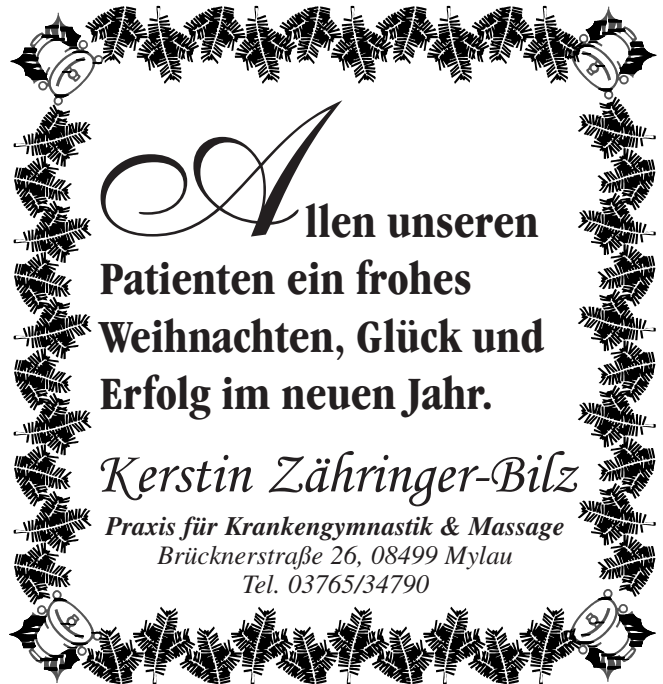 Allen unseren
Patienten ein frohes
Weihnachten, Glück und
Erfolg im neuen Jahr.
Kerstin Zähringer-Bilz
Praxis für Krankengymnastik & Massage
Brücknerstraße 26, 08499 Mylau
Tel. 03765/34790